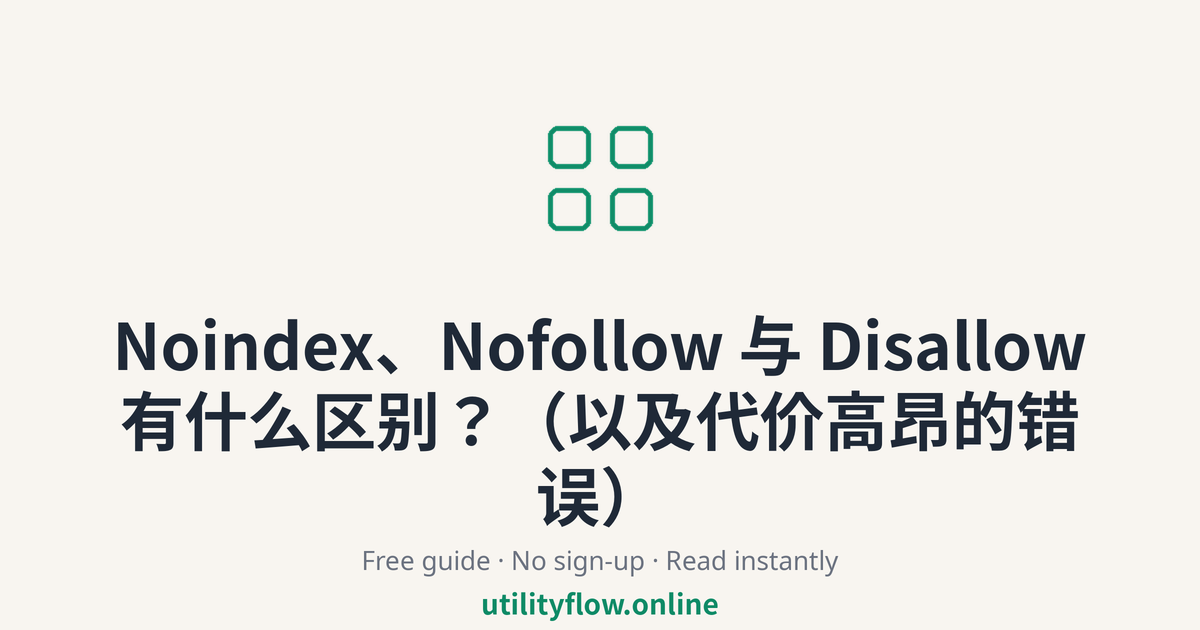 Noindex、Nofollow 与 Disallow
有什么区别？（以及代价高昂的错
误）
Free guide · No sign-up · Read instantly
utilityflow.online